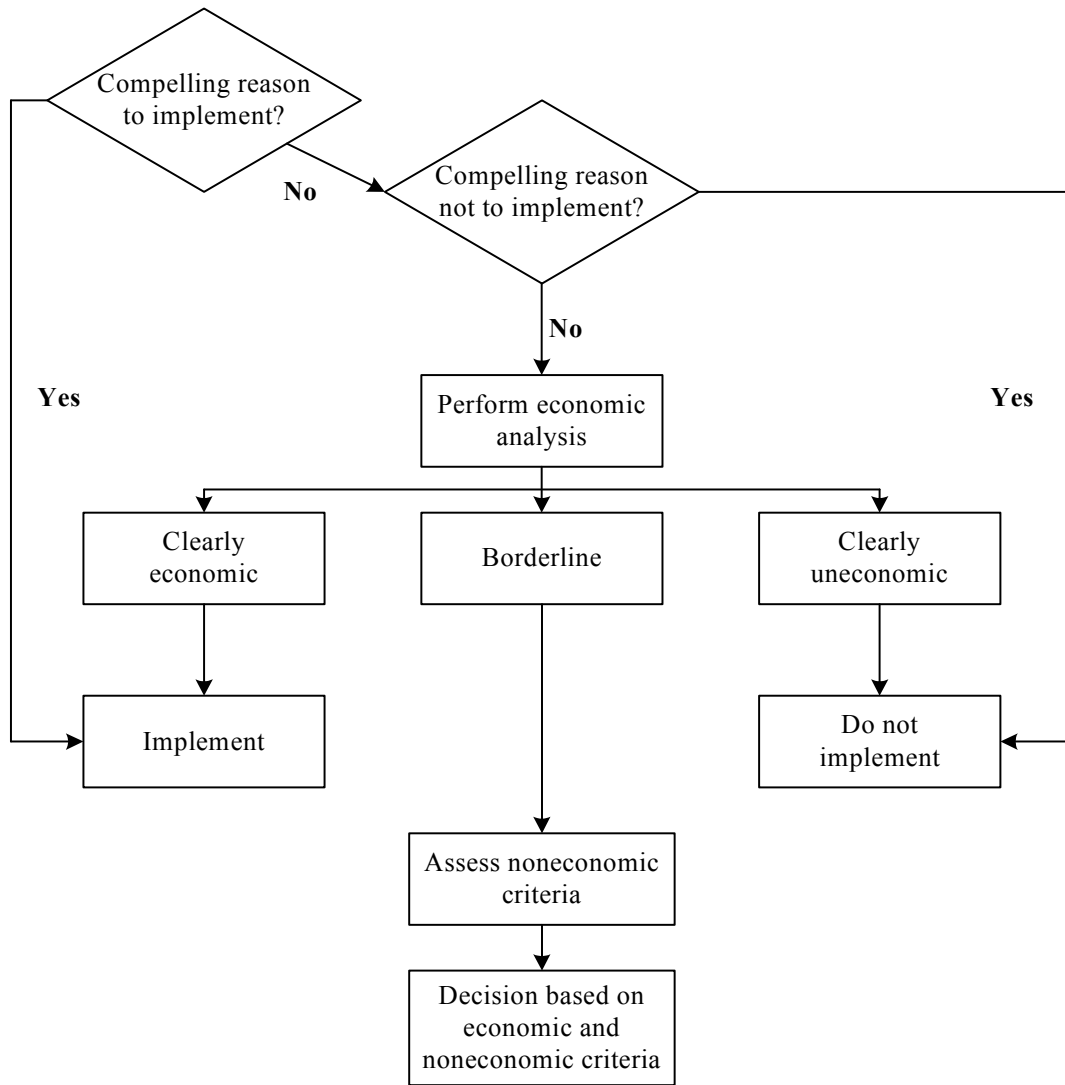 Compelling reason
to implement?
No
Compelling reason
not to implement?
No
Yes
Yes
Perform economic
analysis
Clearly
economic
Borderline
Clearly
uneconomic
Implement
Do not
implement
Assess noneconomic
criteria
Decision based on
economic and
noneconomic criteria